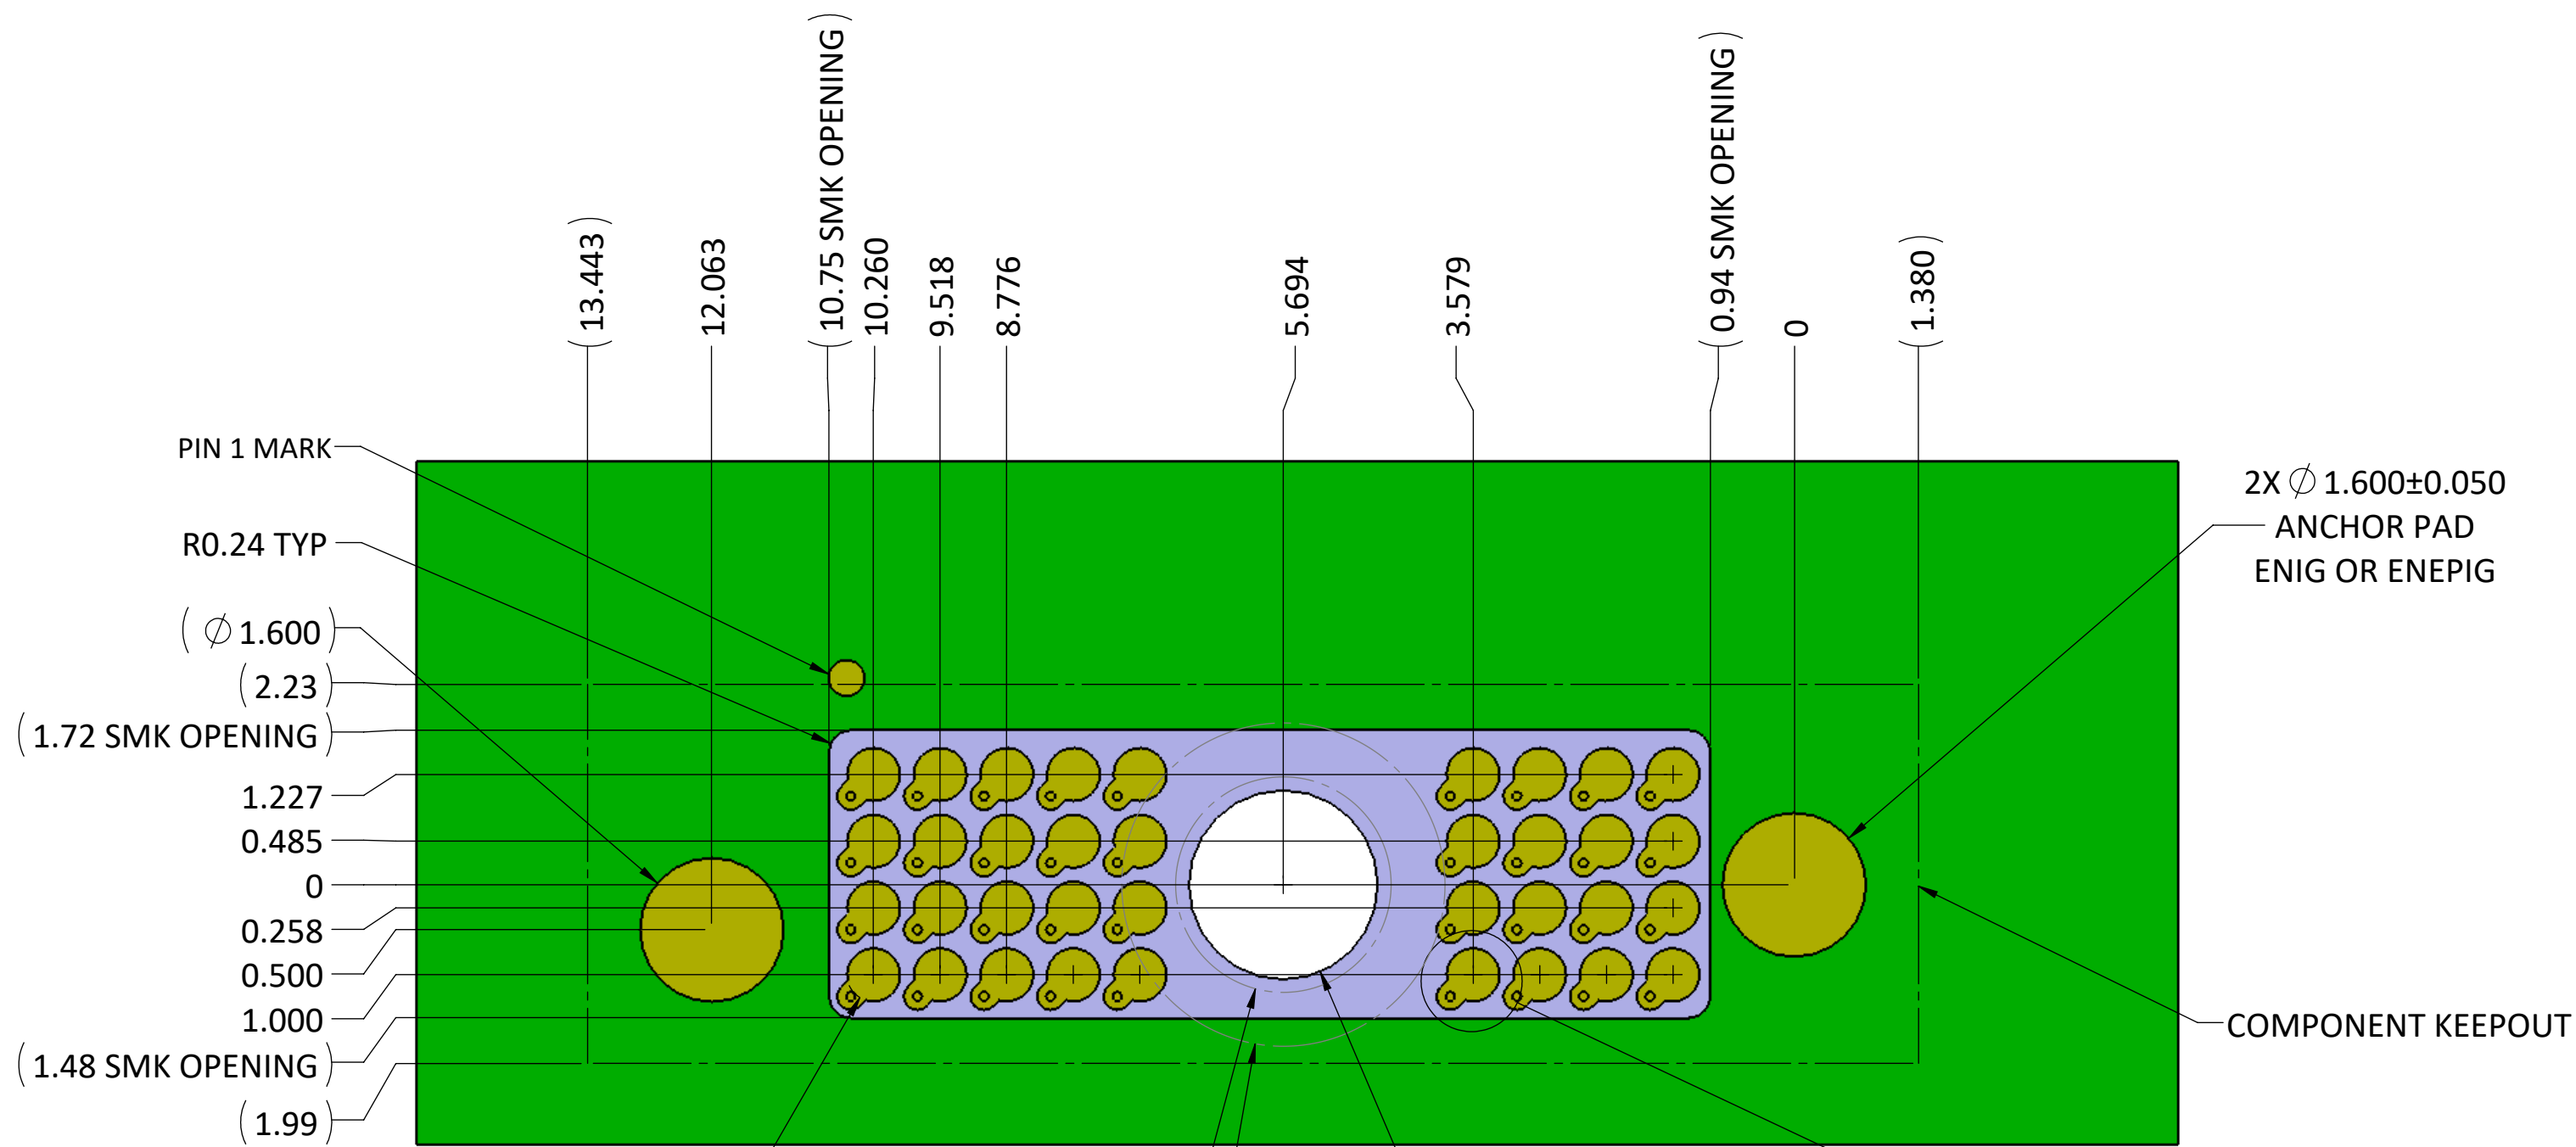 (13.443)
12.063
(10.75 SMK OPENING)
10.260
9.518
8.776
5.694
3.579
(0.94 SMK OPENING)
0
(1.380)
PIN 1 MARK
R0.24 TYP
(∅1.600)
(2.23)
(1.72 SMK OPENING)
1.227
0.485
0
0.258
0.500
1.000
(1.48 SMK OPENING)
(1.99)
2X ∅1.600±0.050
ANCHOR PAD
ENIG OR ENEPIG
COMPONENT KEEPOUT